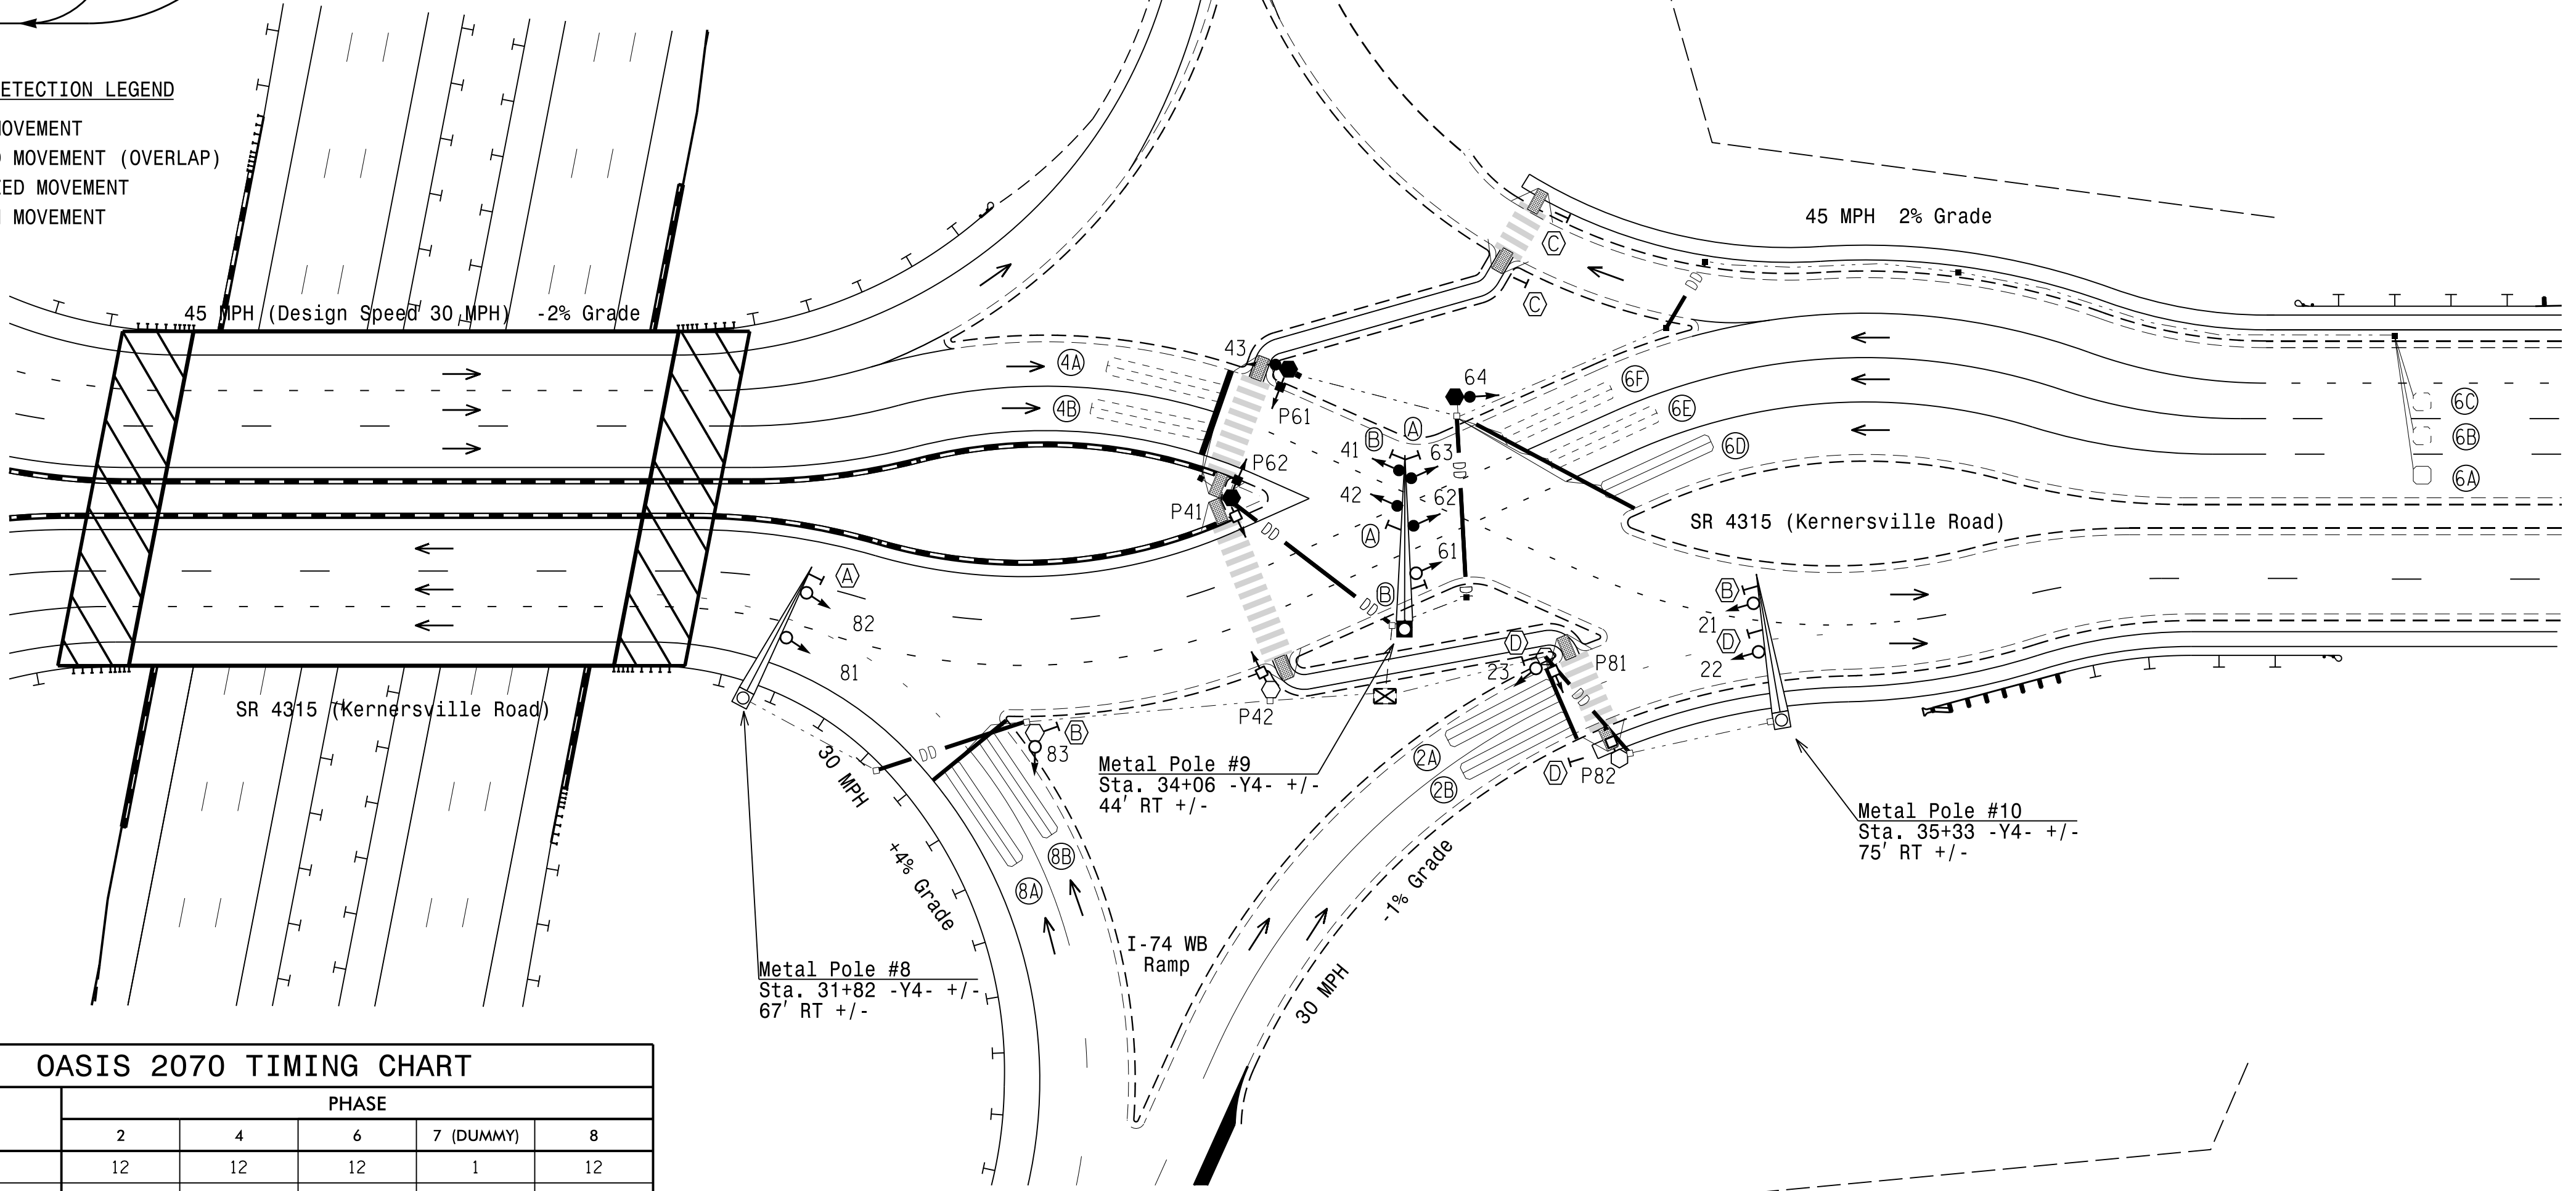 ETECTION LEGEND
MOVEMENT
MOVEMENT (OVERLAP)
ZED MOVEMENT
MOVEMENT
45 MPH (Design Speed 30 MPH) -2% Grade
SR 4315 (Kernersville Road)
45 MPH 2% Grade
C
C
43
4A
4B
P61
P62
P41
64
6F
6E
6D
6C
6B
6A
A
B
41
63
42
62
A
61
B
SR 4315 (Kernersville Road)
A
82
81
B
21
D
22
D
23
P81
P42
B
83
2A
2B
D
P82
30 MPH
+4% Grade
8B
8A
Metal Pole #9
Sta. 34+06 -Y4- +/-
44' RT +/-
Metal Pole #10
Sta. 35+33 -Y4- +/-
75' RT +/-
-1% Grade
30 MPH
I-74 WB
Ramp
Metal Pole #8
Sta. 31+82 -Y4- +/-
67' RT +/-
OASIS 2070 TIMING CHART
PHASE
2 4 6 7 (DUMMY) 8
12 12 12 1 12